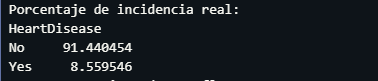 Porcentaje de incidencia real:
HeartDisease
No     91.440454
Yes     8.559546